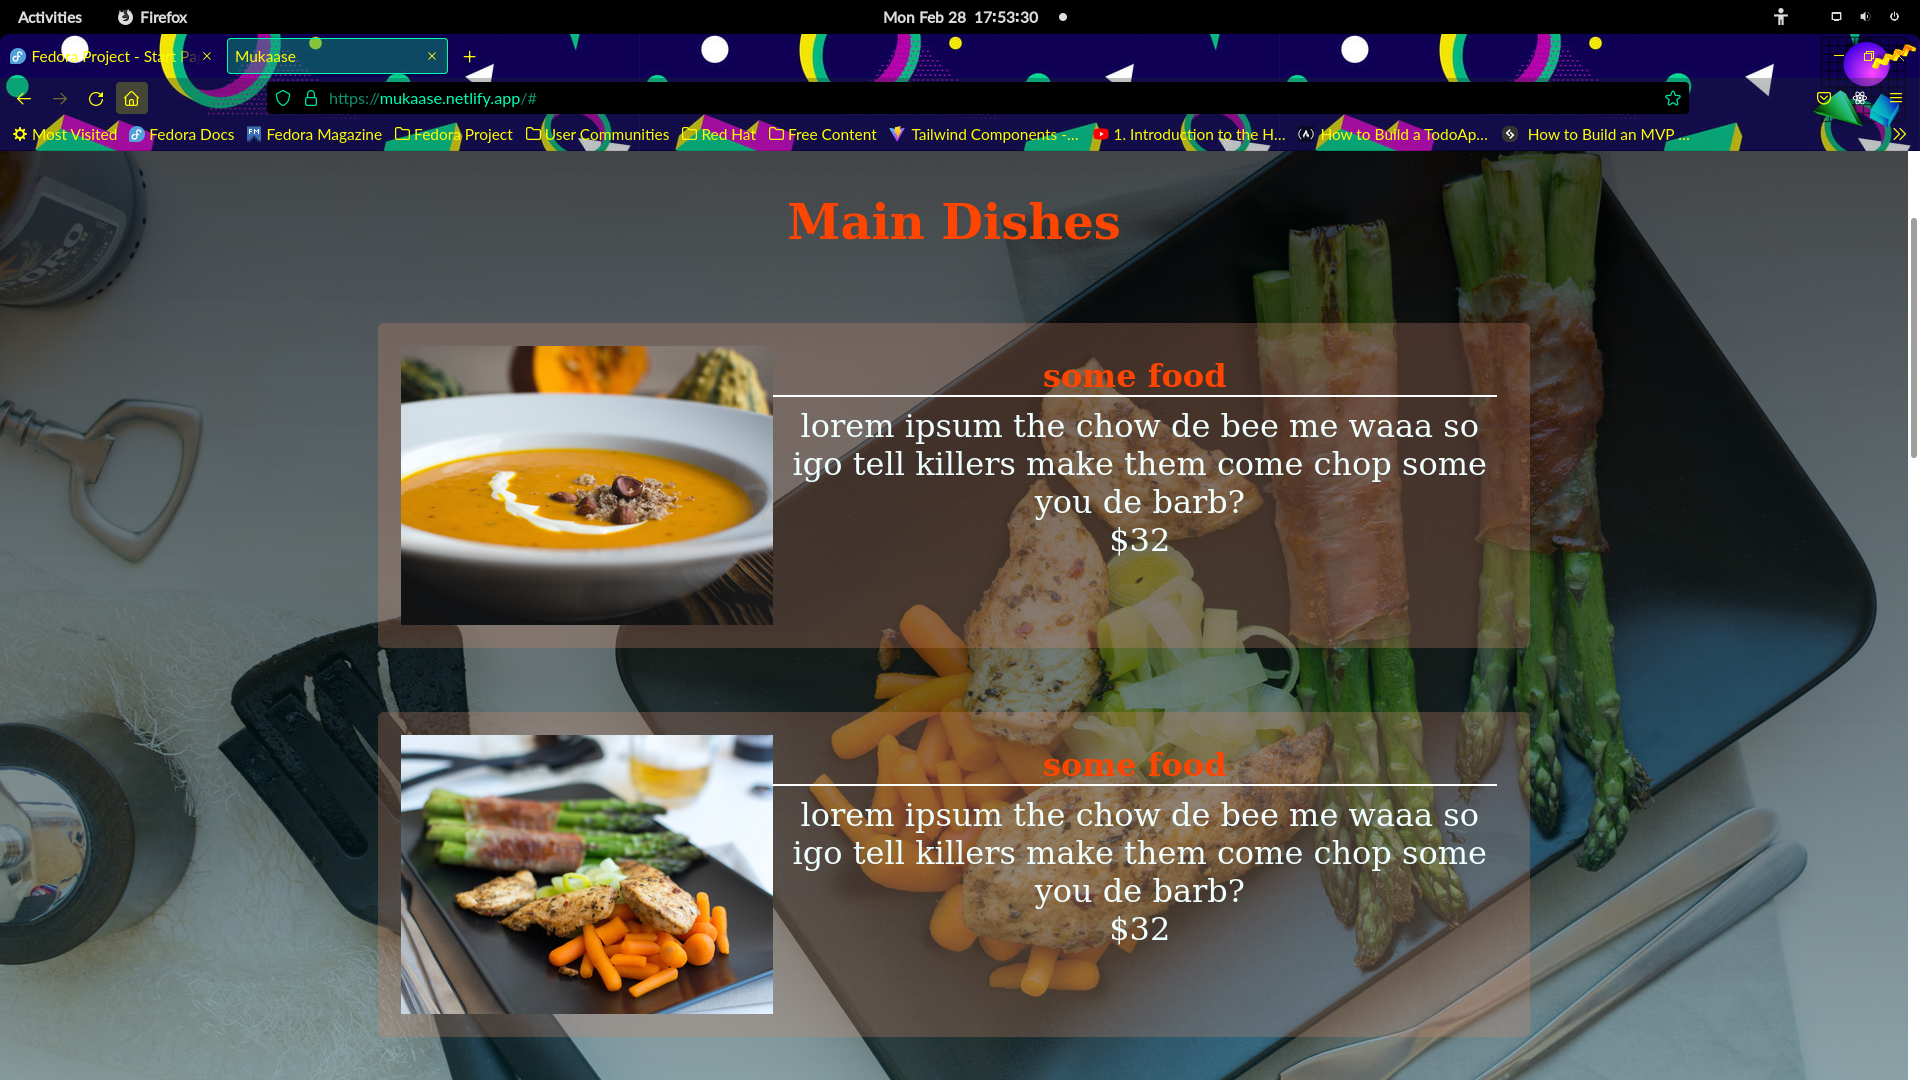 Activities Firefox Mon Feb 28 17:53:30
Fedora Project - Start Pa Mukaase
https://mukaase.netlify.app/#
Most Visited Fedora Docs Fedora Magazine Fedora Project User Communities Red Hat Free Content Tailwind Components -... 1. Introduction to the H... How to Build a TodoAp... How to Build an MVP ...
Main Dishes
some food
lorem ipsum the chow de bee me waaa so
igo tell killers make them come chop some
you de barb?
$32
some food
lorem ipsum the chow de bee me waaa so
igo tell killers make them come chop some
you de barb?
$32